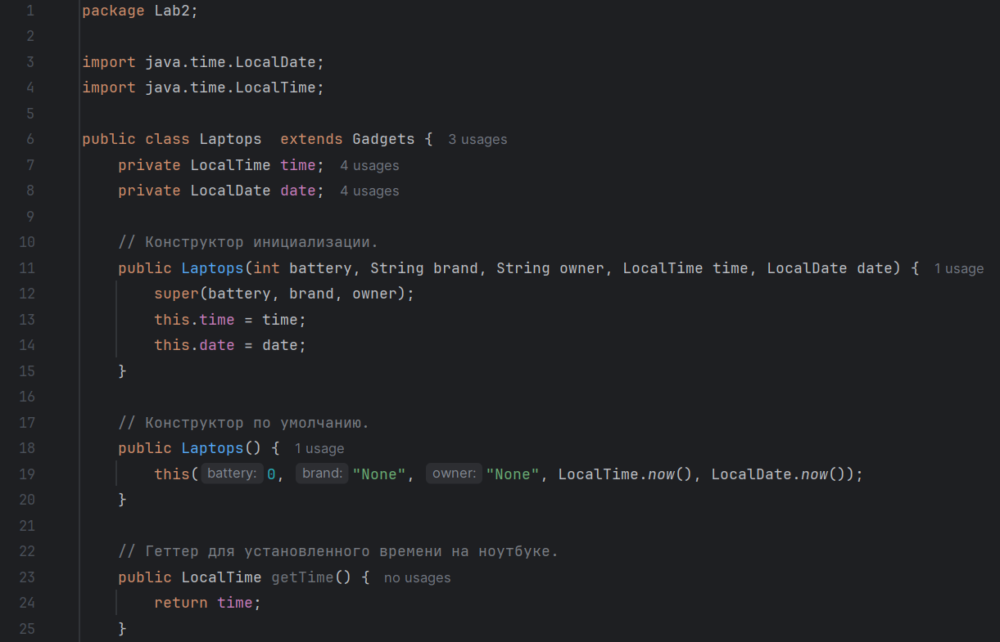 1 package Lab2;
2
3 import java.time.LocalDate;
4 import java.time.LocalTime;
5
6 public class Laptops  extends Gadgets { 3 usages
7     private LocalTime time; 4 usages
8     private LocalDate date; 4 usages
9
10     // Конструктор инициализации.
11     public Laptops(int battery, String brand, String owner, LocalTime time, LocalDate date) { 1 usage
12         super(battery, brand, owner);
13         this.time = time;
14         this.date = date;
15     }
16
17     // Конструктор по умолчанию.
18     public Laptops() { 1 usage
19         this( battery: 0, brand: "None", owner: "None", LocalTime.now(), LocalDate.now());
20     }
21
22     // Геттер для установленного времени на ноутбуке.
23     public LocalTime getTime() { no usages
24         return time;
25     }